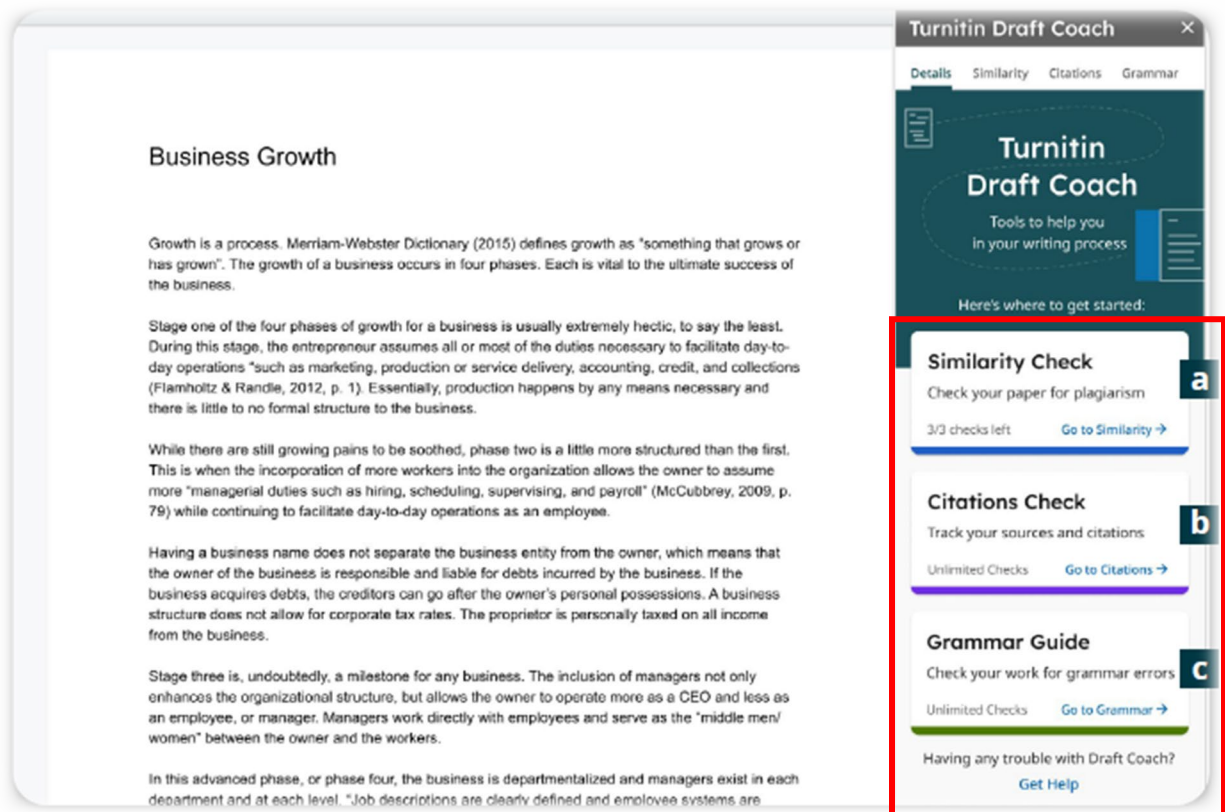 Turnitin Draft Coach ×
Details Similarity Citations Grammar
Turnitin
Draft Coach
Tools to help you
in your writing process
Here's where to get started:
Similarity Check
Check your paper for plagiarism
3/3 checks left Go to Similarity →
a
Citations Check
Track your sources and citations
Unlimited Checks Go to Citations →
b
Grammar Guide
Check your work for grammar errors
Unlimited Checks Go to Grammar →
c
Having any trouble with Draft Coach?
Get Help
Business Growth
Growth is a process. Merriam-Webster Dictionary (2015) defines growth as "something that grows or
has grown". The growth of a business occurs in four phases. Each is vital to the ultimate success of
the business.
Stage one of the four phases of growth for a business is usually extremely hectic, to say the least.
During this stage, the entrepreneur assumes all or most of the duties necessary to facilitate day-to-
day operations "such as marketing, production or service delivery, accounting, credit, and collections
(Flamholtz & Randle, 2012, p. 1). Essentially, production happens by any means necessary and
there is little to no formal structure to the business.
While there are still growing pains to be soothed, phase two is a little more structured than the first.
This is when the incorporation of more workers into the organization allows the owner to assume
more "managerial duties such as hiring, scheduling, supervising, and payroll" (McCubbrey, 2009, p.
79) while continuing to facilitate day-to-day operations as an employee.
Having a business name does not separate the business entity from the owner, which means that
the owner of the business is responsible and liable for debts incurred by the business. If the
business acquires debts, the creditors can go after the owner's personal possessions. A business
structure does not allow for corporate tax rates. The proprietor is personally taxed on all income
from the business.
Stage three is, undoubtedly, a milestone for any business. The inclusion of managers not only
enhances the organizational structure, but allows the owner to operate more as a CEO and less as
an employee, or manager. Managers work directly with employees and serve as the "middle men/
women" between the owner and the workers.
In this advanced phase, or phase four, the business is departmentalized and managers exist in each
department and at each level. "Job descriptions are clearly defined and employee systems are